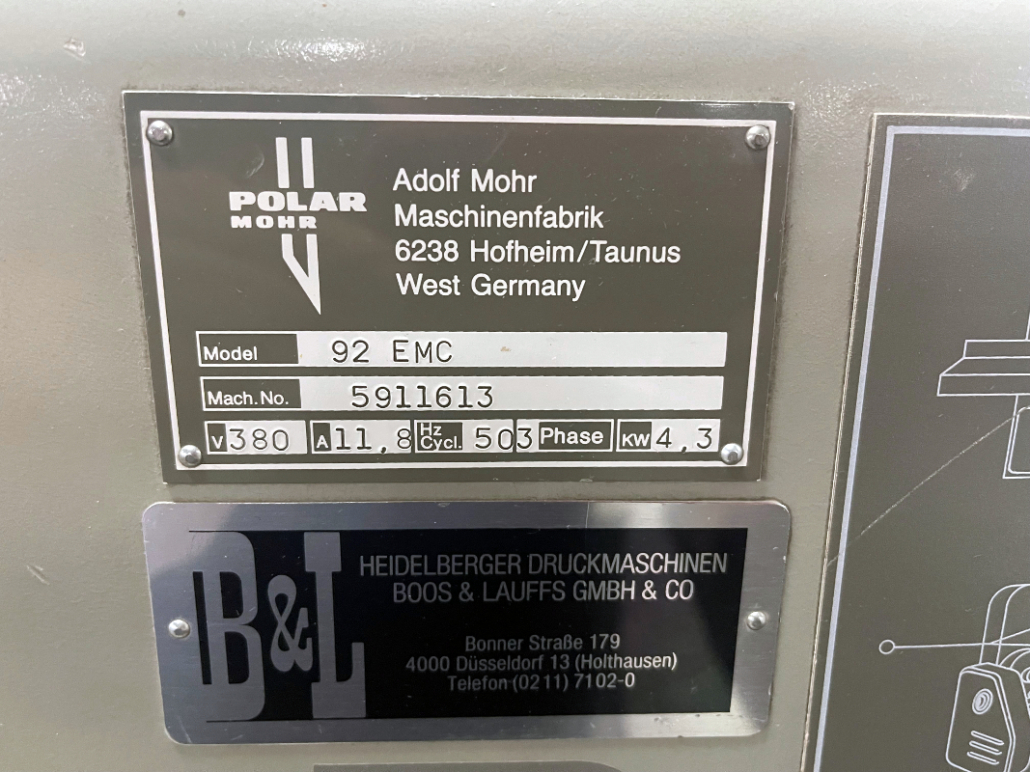 POLAR
MOHR
Adolf Mohr
Maschinenfabrik
6238 Hofheim/Taunus
West Germany
Model 92 EMC
Mach.No. 5911613
V 380 A 11,8 Hz Cycl. 50 3 Phase KW 4,3
B&L
HEIDELBERGER DRUCKMASCHINEN
BOOS & LAUFFS GMBH & CO
Bonner Straße 179
4000 Düsseldorf 13 (Holthausen)
Telefon (0211) 7102-0